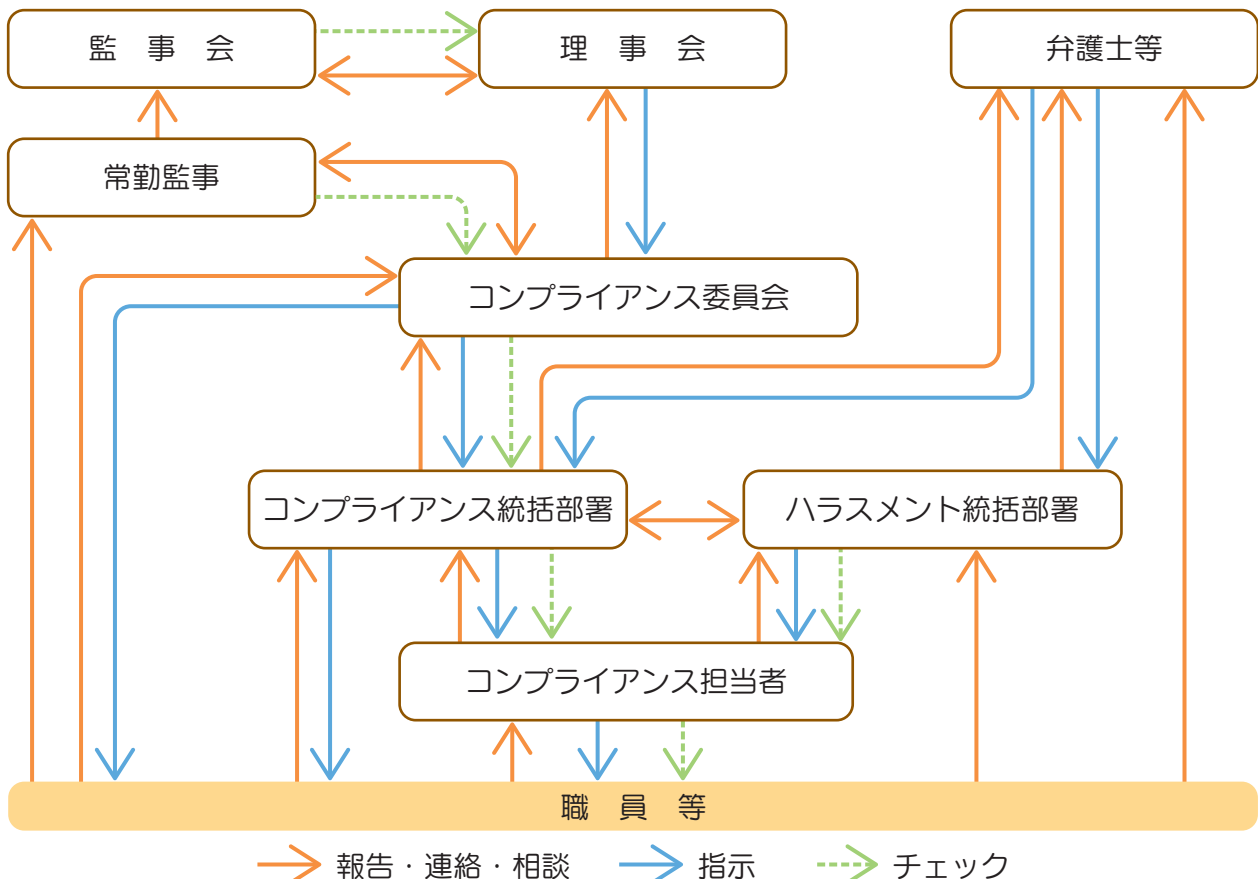 監事会
理事会
弁護士等
常勤監事
コンプライアンス委員会
コンプライアンス統括部署
ハラスメント統括部署
コンプライアンス担当者
職員等
報告・連絡・相談
指示
チェック